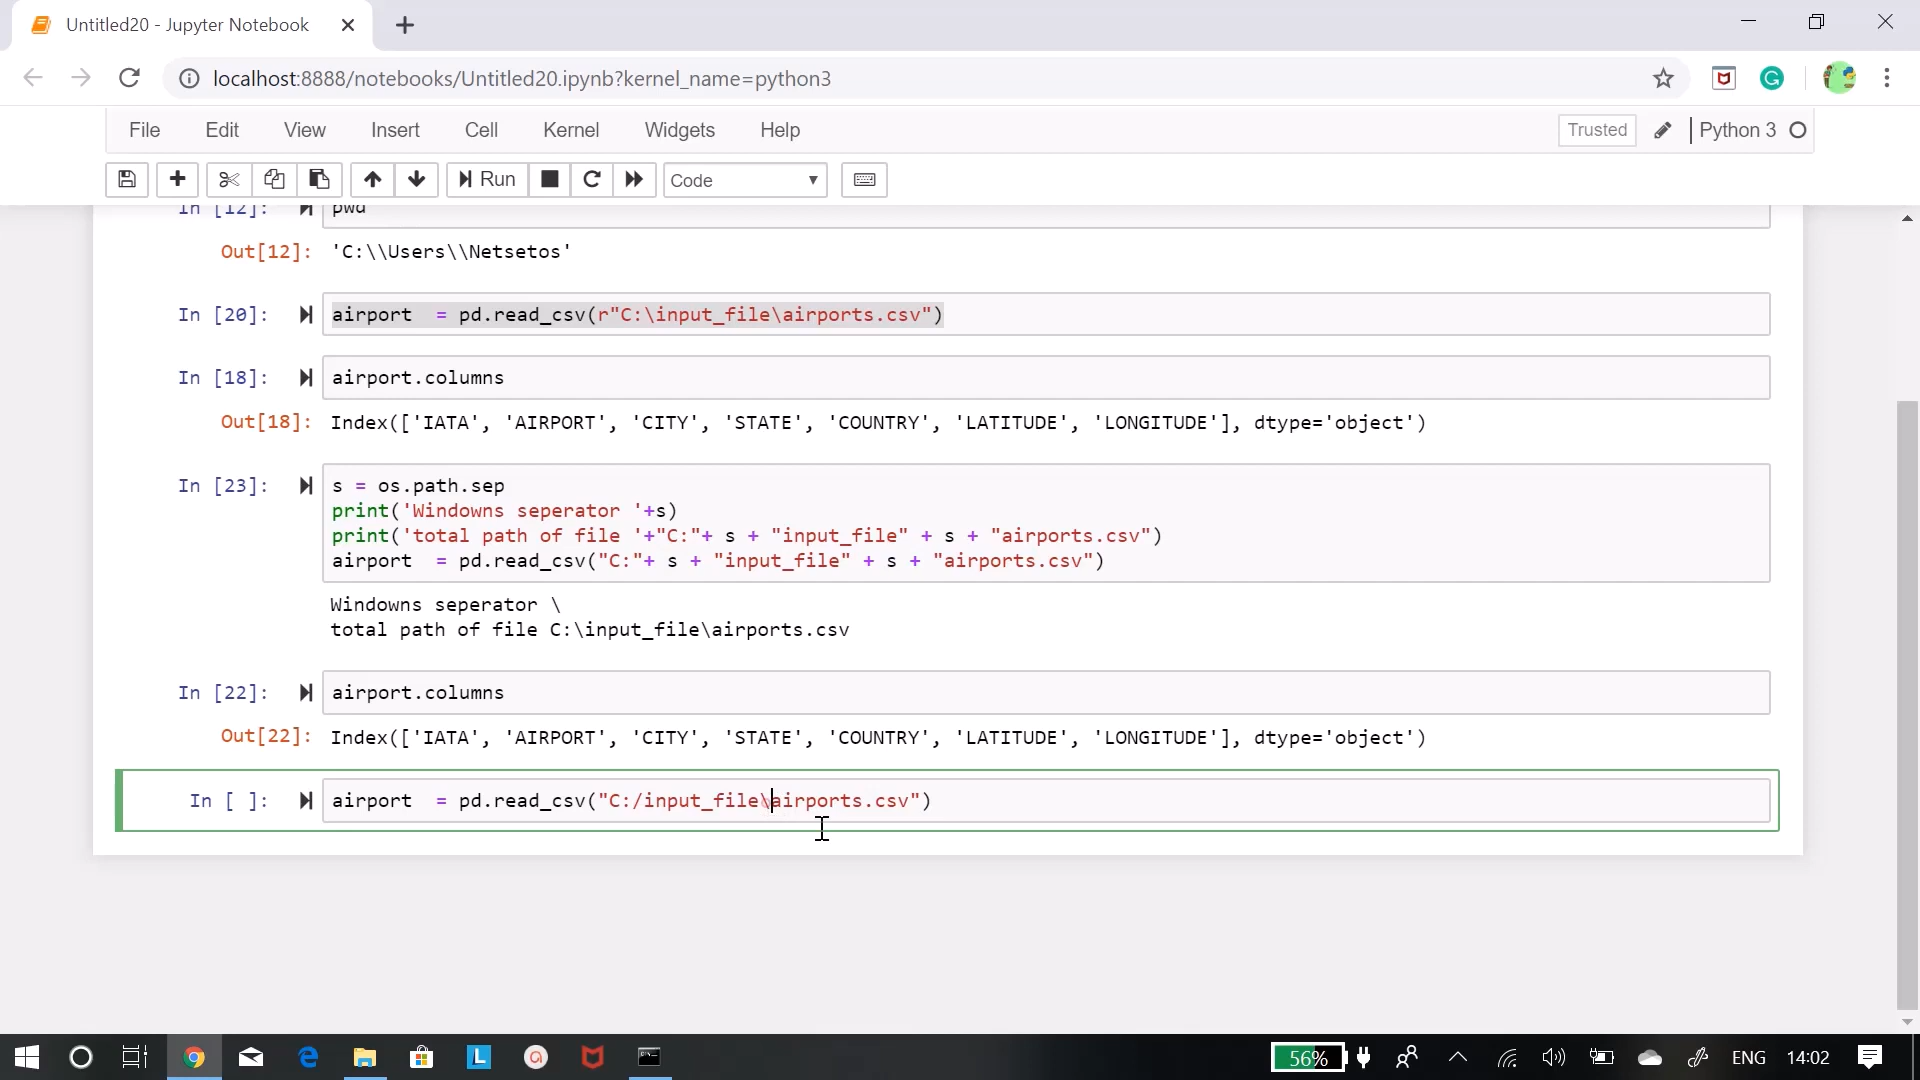 Untitled20 - Jupyter Notebook
localhost:8888/notebooks/Untitled20.ipynb?kernel_name=python3
File Edit View Insert Cell Kernel Widgets Help Trusted Python 3
Run Code
In [12]: pwd
Out[12]: 'C:\\Users\\Netsetos'
In [20]: airport  = pd.read_csv(r"C:\input_file\airports.csv")
In [18]: airport.columns
Out[18]: Index(['IATA', 'AIRPORT', 'CITY', 'STATE', 'COUNTRY', 'LATITUDE', 'LONGITUDE'], dtype='object')
In [23]: s = os.path.sep
print('Windowns seperator '+s)
print('total path of file '+"C:"+ s + "input_file" + s + "airports.csv")
airport  = pd.read_csv("C:"+ s + "input_file" + s + "airports.csv")
Windowns seperator \
total path of file C:\input_file\airports.csv
In [22]: airport.columns
Out[22]: Index(['IATA', 'AIRPORT', 'CITY', 'STATE', 'COUNTRY', 'LATITUDE', 'LONGITUDE'], dtype='object')
In [ ]: airport  = pd.read_csv("C:/input_file\airports.csv")
56% ENG 14:02